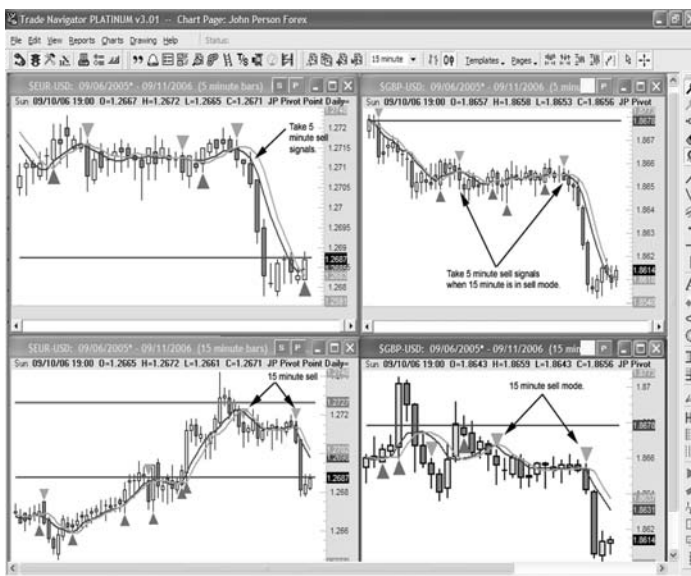 Trade Navigator PLATINUM v3.01 -- Chart Page: John Person Forex
File Edit View Reports Charts Drawing Help Status:
15 minute Templates Pages
$EUR-USD: 09/06/2005* - 09/11/2006 (5 minute bars) S P
Sun 09/10/06 19:00 O=1.2667 H=1.2672 L=1.2665 C=1.2671 JP Pivot Point Daily=
Take 5
minute sell
signals.
1.272
1.2715
1.271
1.2705
1.27
1.2695
1.269
1.2687
1.268
$GBP-USD: 09/06/2005* - 09/11/2006 (5 minute P
Sun 09/10/06 19:00 O=1.8657 H=1.8658 L=1.8653 C=1.8656 JP Pivot
1.8670
1.867
1.866
1.865
1.864
1.863
1.862
1.8614
Take 5 minute sell signals
when 15 minute is in sell mode.
$EUR-USD: 09/06/2005* - 09/11/2006 (15 minute bars) S P
Sun 09/10/06 19:00 O=1.2665 H=1.2672 L=1.2661 C=1.2671 JP Pivot Point Daily=
15 minute sell
1.272
1.2687
1.268
1.266
$GBP-USD: 09/06/2005* - 09/11/2006 (15 min P
Sun 09/10/06 19:00 O=1.8643 H=1.8659 L=1.8643 C=1.8656 JP Pivot
15 minute sell mode.
1.87
1.8670
1.866
1.8631
1.862
1.8614